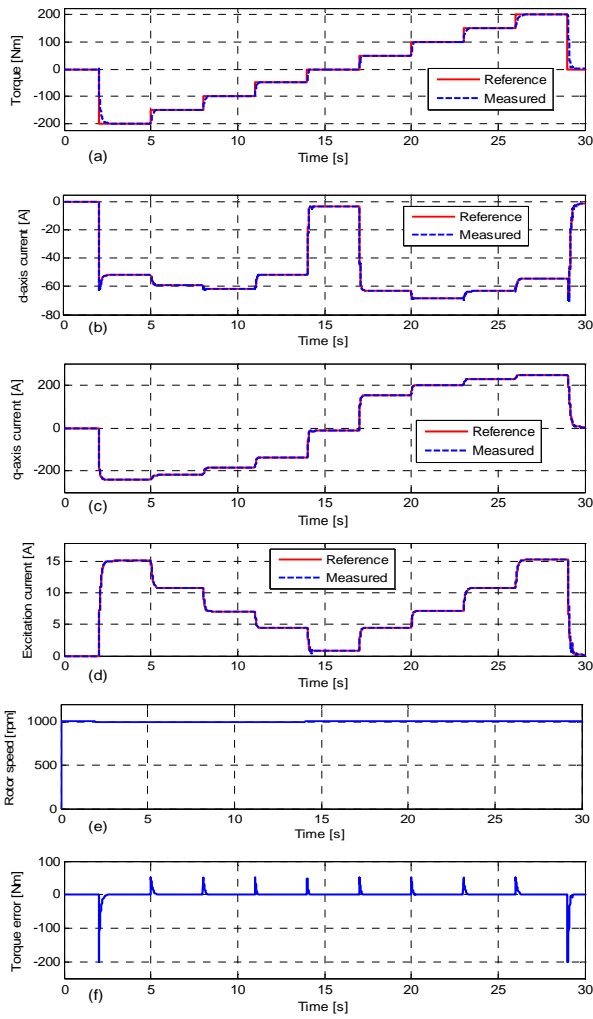 200
100
0
-100
-200
Torque [Nm]
Reference
Measured
0 5 10 15 20 25 30
(a)
Time [s]
0
-20
-40
-60
-80
d-axis current [A]
Reference
Measured
0 5 10 15 20 25 30
(b)
Time [s]
200
0
-200
q-axis current [A]
Reference
Measured
0 5 10 15 20 25 30
(c)
Time [s]
15
10
5
0
Excitation current [A]
Reference
Measured
0 5 10 15 20 25 30
(d)
Time [s]
1000
500
0
Rotor speed [rpm]
0 5 10 15 20 25 30
(e)
Time [s]
100
0
-100
-200
Torque error [Nm]
0 5 10 15 20 25 30
(f)
Time [s]